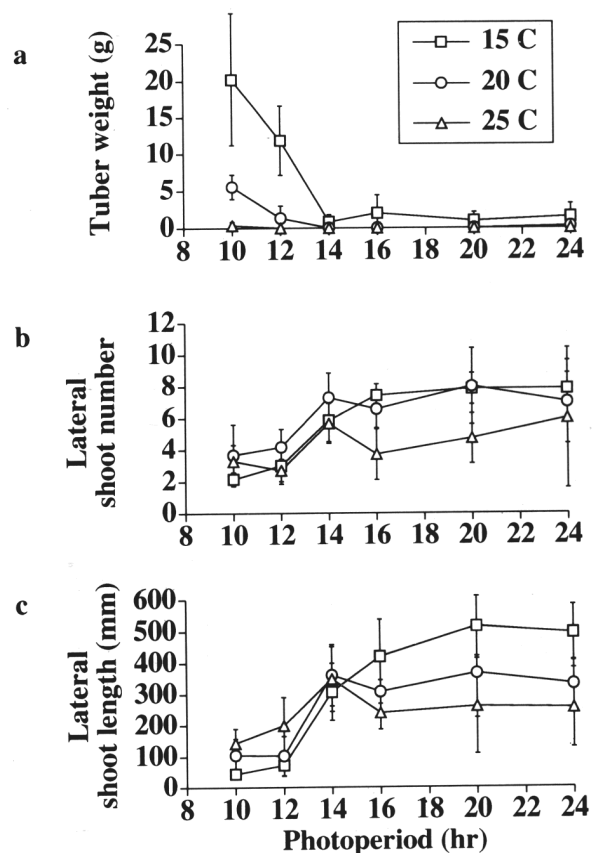 a
Tuber weight (g)
25
20
15
10
5
0
8 10 12 14 16 18 20 22 24
15 C
20 C
25 C
b
Lateral
shoot number
12
10
8
6
4
2
0
8 10 12 14 16 18 20 22 24
c
Lateral
shoot length (mm)
600
500
400
300
200
100
0
8 10 12 14 16 18 20 22 24
Photoperiod (hr)